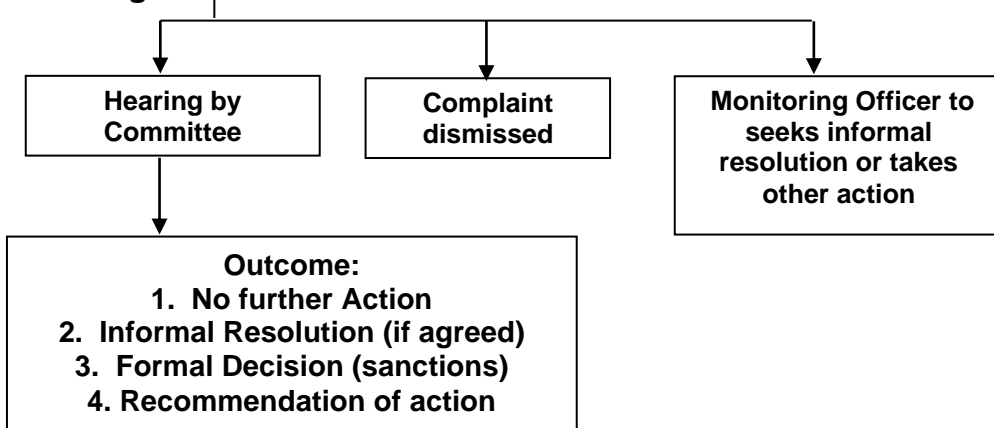 Hearing by
Committee
Complaint
dismissed
Monitoring Officer to
seeks informal
resolution or takes
other action
Outcome:
1. No further Action
2. Informal Resolution (if agreed)
3. Formal Decision (sanctions)
4. Recommendation of action